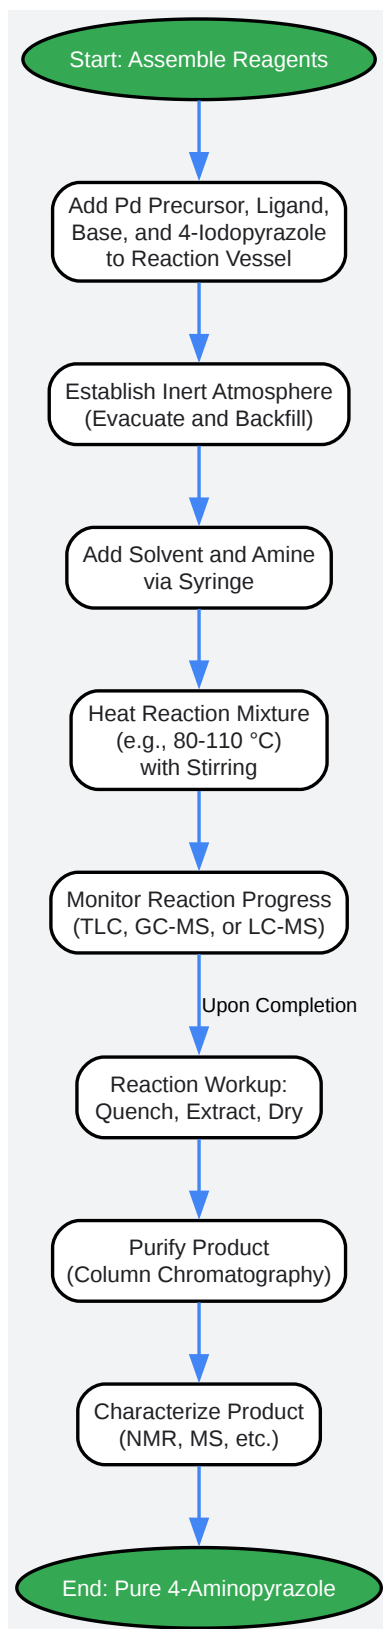 Start: Assemble Reagents
Add Pd Precursor, Ligand,
Base, and 4-Iodopyrazole
to Reaction Vessel
Establish Inert Atmosphere
(Evacuate and Backfill)
Add Solvent and Amine
via Syringe
Heat Reaction Mixture
(e.g., 80-110 °C)
with Stirring
Monitor Reaction Progress
(TLC, GC-MS, or LC-MS)
Upon Completion
Reaction Workup:
Quench, Extract, Dry
Purify Product
(Column Chromatography)
Characterize Product
(NMR, MS, etc.)
End: Pure 4-Aminopyrazole